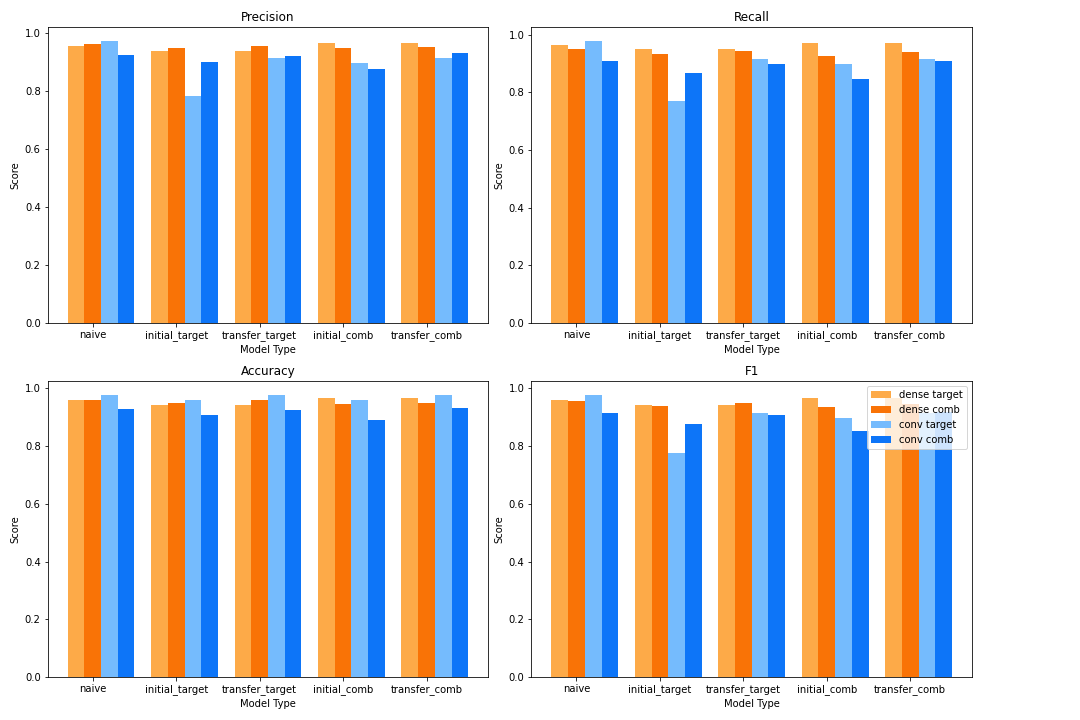 Precision
Score
1.0
0.8
0.6
0.4
0.2
0.0
naive initial_target transfer_target initial_comb transfer_comb
Model Type
Recall
Score
1.0
0.8
0.6
0.4
0.2
0.0
naive initial_target transfer_target initial_comb transfer_comb
Model Type
Accuracy
Score
1.0
0.8
0.6
0.4
0.2
0.0
naive initial_target transfer_target initial_comb transfer_comb
Model Type
F1
Score
1.0
0.8
0.6
0.4
0.2
0.0
dense target
dense comb
conv target
conv comb
naive initial_target transfer_target initial_comb transfer_comb
Model Type